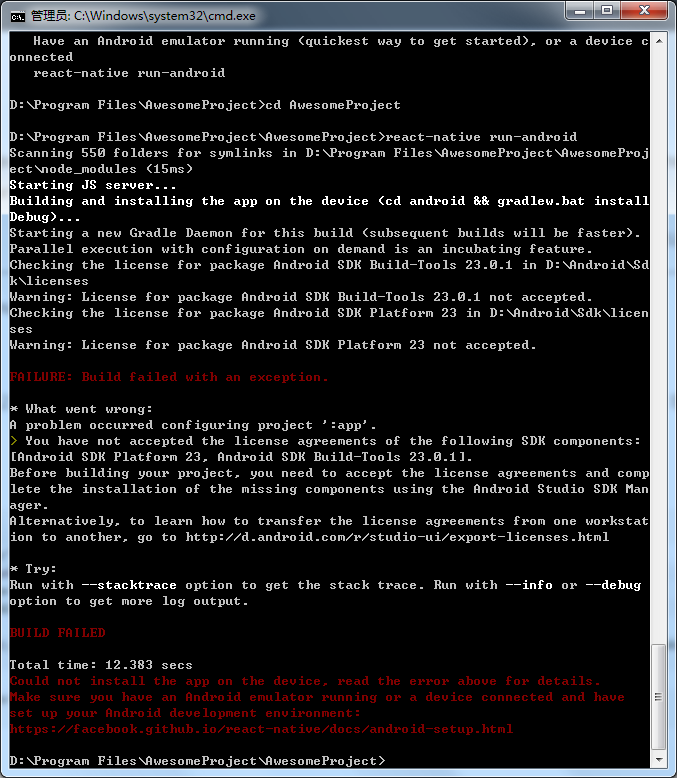 管理员: C:\Windows\system32\cmd.exe
Have an Android emulator running (quickest way to get started), or a device c
onnected
react-native run-android
D:\Program Files\AwesomeProject>cd AwesomeProject
D:\Program Files\AwesomeProject\AwesomeProject>react-native run-android
Scanning 550 folders for symlinks in D:\Program Files\AwesomeProject\AwesomeProj
ect\node_modules (15ms)
Starting JS server...
Building and installing the app on the device (cd android && gradlew.bat install
Debug)...
Starting a new Gradle Daemon for this build (subsequent builds will be faster).
Parallel execution with configuration on demand is an incubating feature.
Checking the license for package Android SDK Build-Tools 23.0.1 in D:\Android\Sd
k\licenses
Warning: License for package Android SDK Build-Tools 23.0.1 not accepted.
Checking the license for package Android SDK Platform 23 in D:\Android\Sdk\licen
ses
Warning: License for package Android SDK Platform 23 not accepted.
FAILURE: Build failed with an exception.
* What went wrong:
A problem occurred configuring project ':app'.
> You have not accepted the license agreements of the following SDK components:
[Android SDK Platform 23, Android SDK Build-Tools 23.0.1].
Before building your project, you need to accept the license agreements and comp
lete the installation of the missing components using the Android Studio SDK Man
ager.
Alternatively, to learn how to transfer the license agreements from one workstat
ion to another, go to http://d.android.com/r/studio-ui/export-licenses.html
* Try:
Run with --stacktrace option to get the stack trace. Run with --info or --debug
option to get more log output.
BUILD FAILED
Total time: 12.383 secs
Could not install the app on the device, read the error above for details.
Make sure you have an Android emulator running or a device connected and have
set up your Android development environment:
https://facebook.github.io/react-native/docs/android-setup.html
D:\Program Files\AwesomeProject\AwesomeProject>